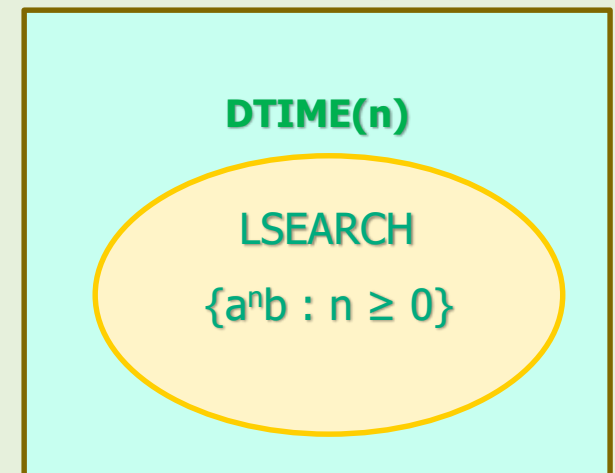 DTIME(n)
LSEARCH
{aⁿb : n ≥ 0}